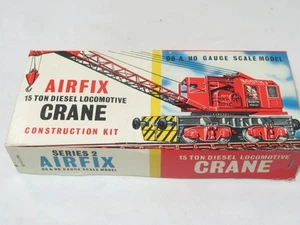 OO & HO GAUGE SCALE MODEL
AIRFIX
15 TON DIESEL LOCOMOTIVE
CRANE
CONSTRUCTION KIT
SERIES 2
AIRFIX
OO & HO GAUGE SCALE MODEL
15 TON DIESEL LOCOMOTIVE
CRANE